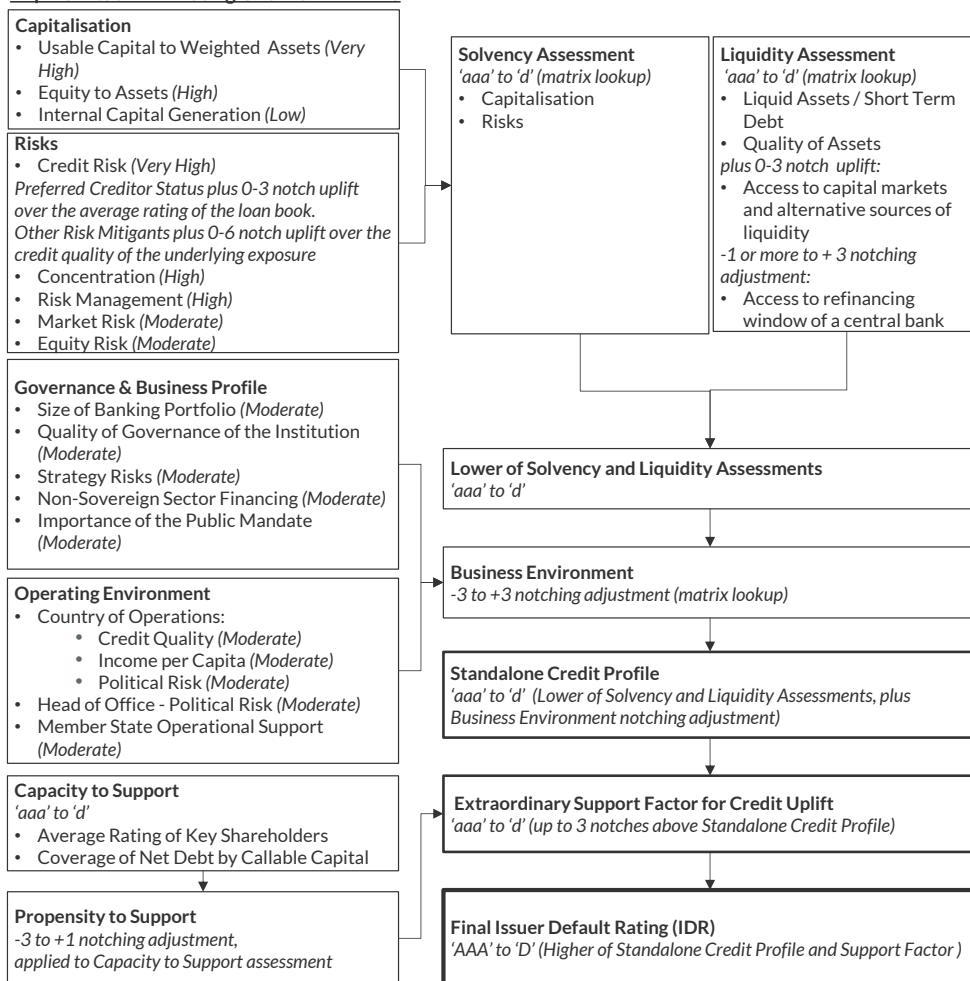 Capitalisation
• Usable Capital to Weighted Assets (Very
High)
• Equity to Assets (High)
• Internal Capital Generation (Low)
Risks
• Credit Risk (Very High)
Preferred Creditor Status plus 0-3 notch uplift
over the average rating of the loan book.
Other Risk Mitigants plus 0-6 notch uplift over the
credit quality of the underlying exposure
• Concentration (High)
• Risk Management (High)
• Market Risk (Moderate)
• Equity Risk (Moderate)
Solvency Assessment
‘aaa’ to ‘d’ (matrix lookup)
• Capitalisation
• Risks
Liquidity Assessment
‘aaa’ to ‘d’ (matrix lookup)
• Liquid Assets / Short Term
Debt
• Quality of Assets
plus 0-3 notch uplift:
• Access to capital markets
and alternative sources of
liquidity
-1 or more to + 3 notching
adjustment:
• Access to refinancing
window of a central bank
Governance & Business Profile
• Size of Banking Portfolio (Moderate)
• Quality of Governance of the Institution
(Moderate)
• Strategy Risks (Moderate)
• Non-Sovereign Sector Financing (Moderate)
• Importance of the Public Mandate
(Moderate)
Lower of Solvency and Liquidity Assessments
‘aaa’ to ‘d’
Operating Environment
• Country of Operations:
• Credit Quality (Moderate)
• Income per Capita (Moderate)
• Political Risk (Moderate)
• Head of Office - Political Risk (Moderate)
• Member State Operational Support
(Moderate)
Business Environment
-3 to +3 notching adjustment (matrix lookup)
Standalone Credit Profile
‘aaa’ to ‘d’ (Lower of Solvency and Liquidity Assessments, plus
Business Environment notching adjustment)
Capacity to Support
‘aaa’ to ‘d’
• Average Rating of Key Shareholders
• Coverage of Net Debt by Callable Capital
Extraordinary Support Factor for Credit Uplift
‘aaa’ to ‘d’ (up to 3 notches above Standalone Credit Profile)
Propensity to Support
-3 to +1 notching adjustment,
applied to Capacity to Support assessment
Final Issuer Default Rating (IDR)
‘AAA’ to ‘D’ (Higher of Standalone Credit Profile and Support Factor )